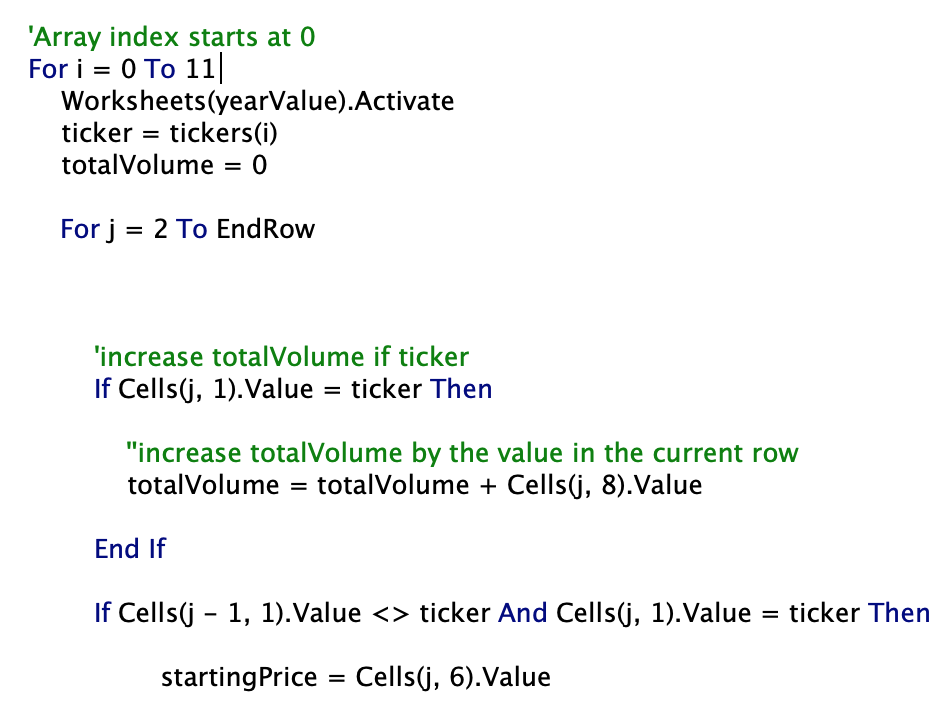 'Array index starts at 0
For i = 0 To 11
Worksheets(yearValue).Activate
ticker = tickers(i)
totalVolume = 0
For j = 2 To EndRow
'increase totalVolume if ticker
If Cells(j, 1).Value = ticker Then
''increase totalVolume by the value in the current row
totalVolume = totalVolume + Cells(j, 8).Value
End If
If Cells(j - 1, 1).Value <> ticker And Cells(j, 1).Value = ticker Then
startingPrice = Cells(j, 6).Value